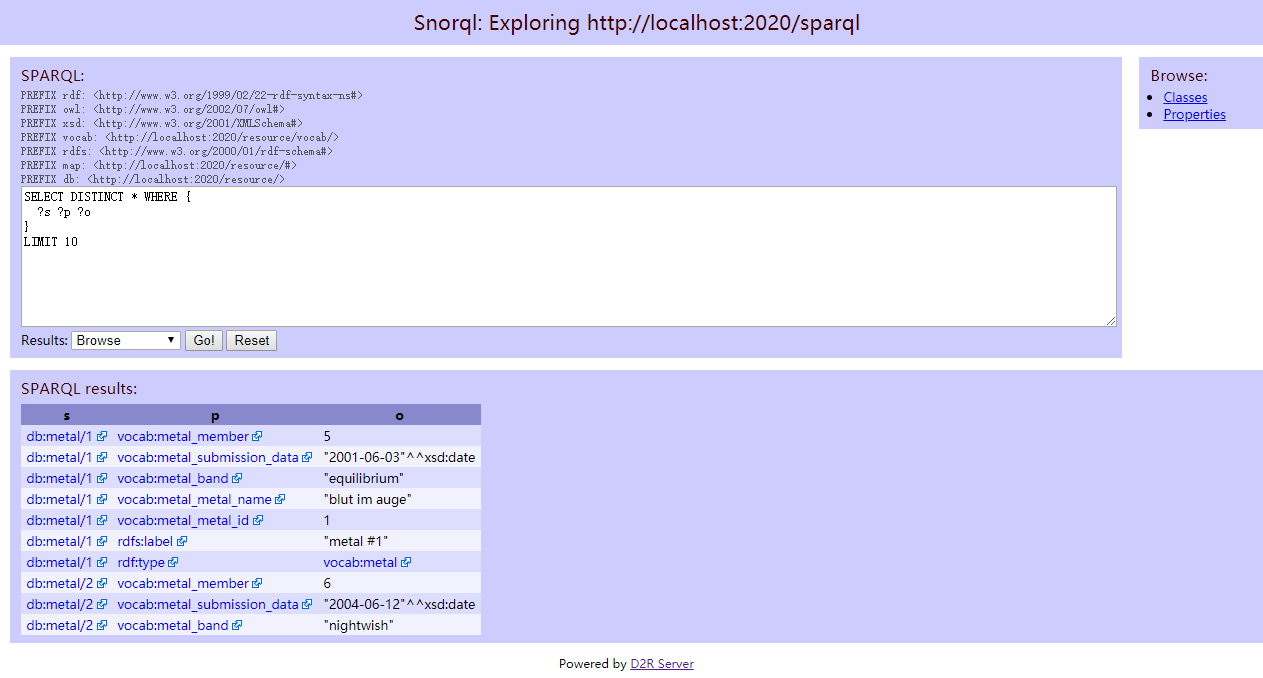 Snorql: Exploring http://localhost:2020/sparql
SPARQL:
PREFIX rdf: <http://www.w3.org/1999/02/22-rdf-syntax-ns#>
PREFIX owl: <http://www.w3.org/2002/07/owl#>
PREFIX xsd: <http://www.w3.org/2001/XMLSchema#>
PREFIX vocab: <http://localhost:2020/resource/vocab/>
PREFIX rdfs: <http://www.w3.org/2000/01/rdf-schema#>
PREFIX map: <http://localhost:2020/resource/#>
PREFIX db: <http://localhost:2020/resource/>
SELECT DISTINCT * WHERE {
?s ?p ?o
}
LIMIT 10
Results: Browse Go! Reset
Browse:
Classes
Properties
SPARQL results:
s p o
db:metal/1 vocab:metal_member 5
db:metal/1 vocab:metal_submission_data "2001-06-03"^^xsd:date
db:metal/1 vocab:metal_band "equilibrium"
db:metal/1 vocab:metal_metal_name "blut im auge"
db:metal/1 vocab:metal_metal_id 1
db:metal/1 rdfs:label "metal #1"
db:metal/1 rdf:type vocab:metal
db:metal/2 vocab:metal_member 6
db:metal/2 vocab:metal_submission_data "2004-06-12"^^xsd:date
db:metal/2 vocab:metal_band "nightwish"
Powered by D2R Server